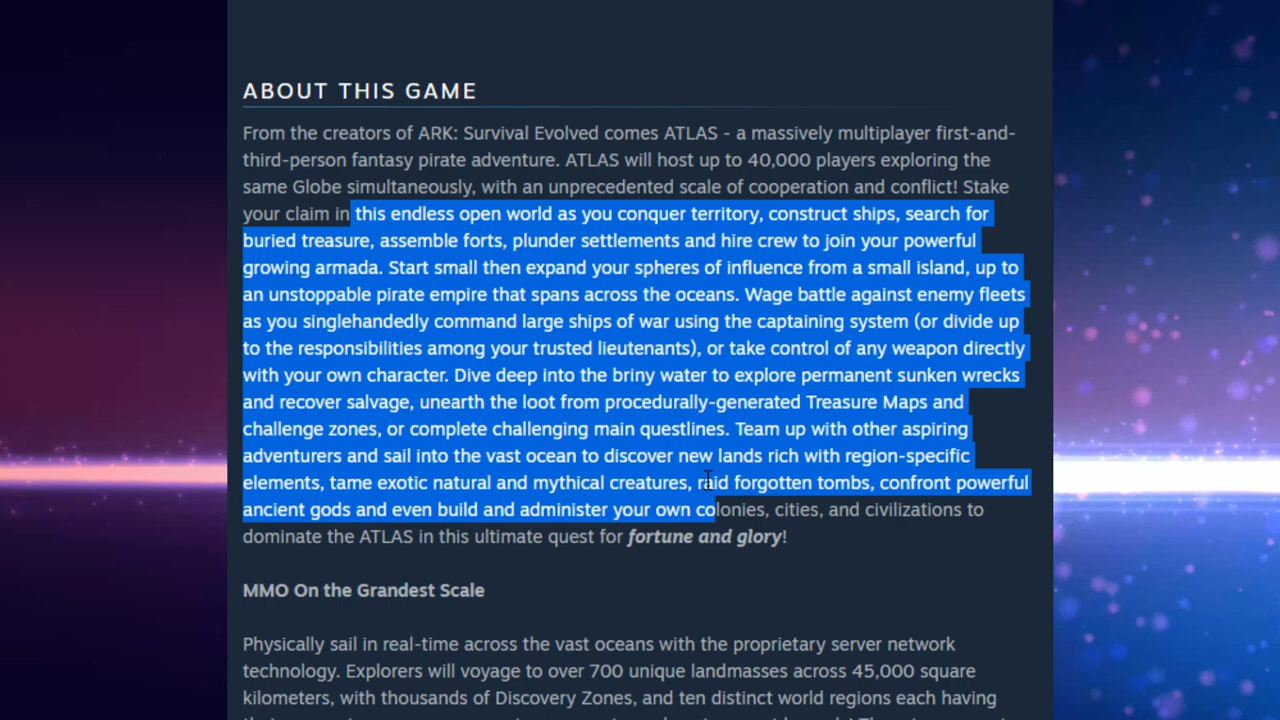 ABOUT THIS GAME
From the creators of ARK: Survival Evolved comes ATLAS - a massively multiplayer first-and-
third-person fantasy pirate adventure. ATLAS will host up to 40,000 players exploring the
same Globe simultaneously, with an unprecedented scale of cooperation and conflict! Stake
your claim in this endless open world as you conquer territory, construct ships, search for
buried treasure, assemble forts, plunder settlements and hire crew to join your powerful
growing armada. Start small then expand your spheres of influence from a small island, up to
an unstoppable pirate empire that spans across the oceans. Wage battle against enemy fleets
as you singlehandedly command large ships of war using the captaining system (or divide up
to the responsibilities among your trusted lieutenants), or take control of any weapon directly
with your own character. Dive deep into the briny water to explore permanent sunken wrecks
and recover salvage, unearth the loot from procedurally-generated Treasure Maps and
challenge zones, or complete challenging main questlines. Team up with other aspiring
adventurers and sail into the vast ocean to discover new lands rich with region-specific
elements, tame exotic natural and mythical creatures, raid forgotten tombs, confront powerful
ancient gods and even build and administer your own colonies, cities, and civilizations to
dominate the ATLAS in this ultimate quest for fortune and glory!
MMO On the Grandest Scale
Physically sail in real-time across the vast oceans with the proprietary server network
technology. Explorers will voyage to over 700 unique landmasses across 45,000 square
kilometers, with thousands of Discovery Zones, and ten distinct world regions each having